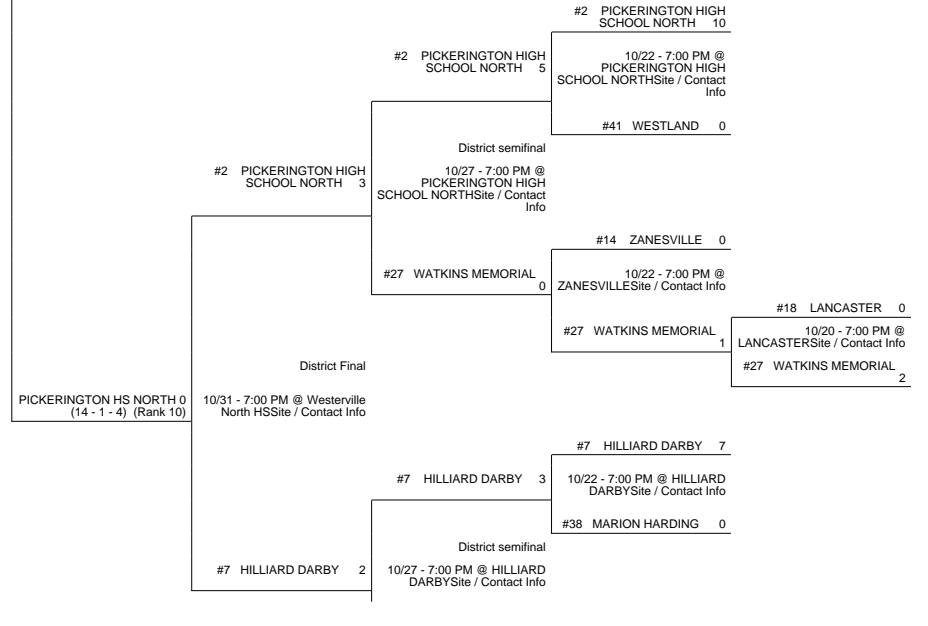 #2 PICKERINGTON HIGH
SCHOOL NORTH 10
10/22 - 7:00 PM @
PICKERINGTON HIGH
SCHOOL NORTHSite / Contact
Info
#41 WESTLAND 0
#2 PICKERINGTON HIGH
SCHOOL NORTH 5
District semifinal
10/27 - 7:00 PM @
PICKERINGTON HIGH
SCHOOL NORTHSite / Contact
Info
#2 PICKERINGTON HIGH
SCHOOL NORTH 3
#14 ZANESVILLE 0
10/22 - 7:00 PM @
ZANESVILLESite / Contact Info
#27 WATKINS MEMORIAL
0
#27 WATKINS MEMORIAL
1
#18 LANCASTER 0
10/20 - 7:00 PM @
LANCASTERSite / Contact Info
#27 WATKINS MEMORIAL
2
District Final
10/31 - 7:00 PM @ Westerville
North HSSite / Contact Info
PICKERINGTON HS NORTH 0
(14 - 1 - 4) (Rank 10)
#7 HILLIARD DARBY 7
10/22 - 7:00 PM @ HILLIARD
DARBYSite / Contact Info
#38 MARION HARDING 0
#7 HILLIARD DARBY 3
District semifinal
10/27 - 7:00 PM @ HILLIARD
DARBYSite / Contact Info
#7 HILLIARD DARBY 2